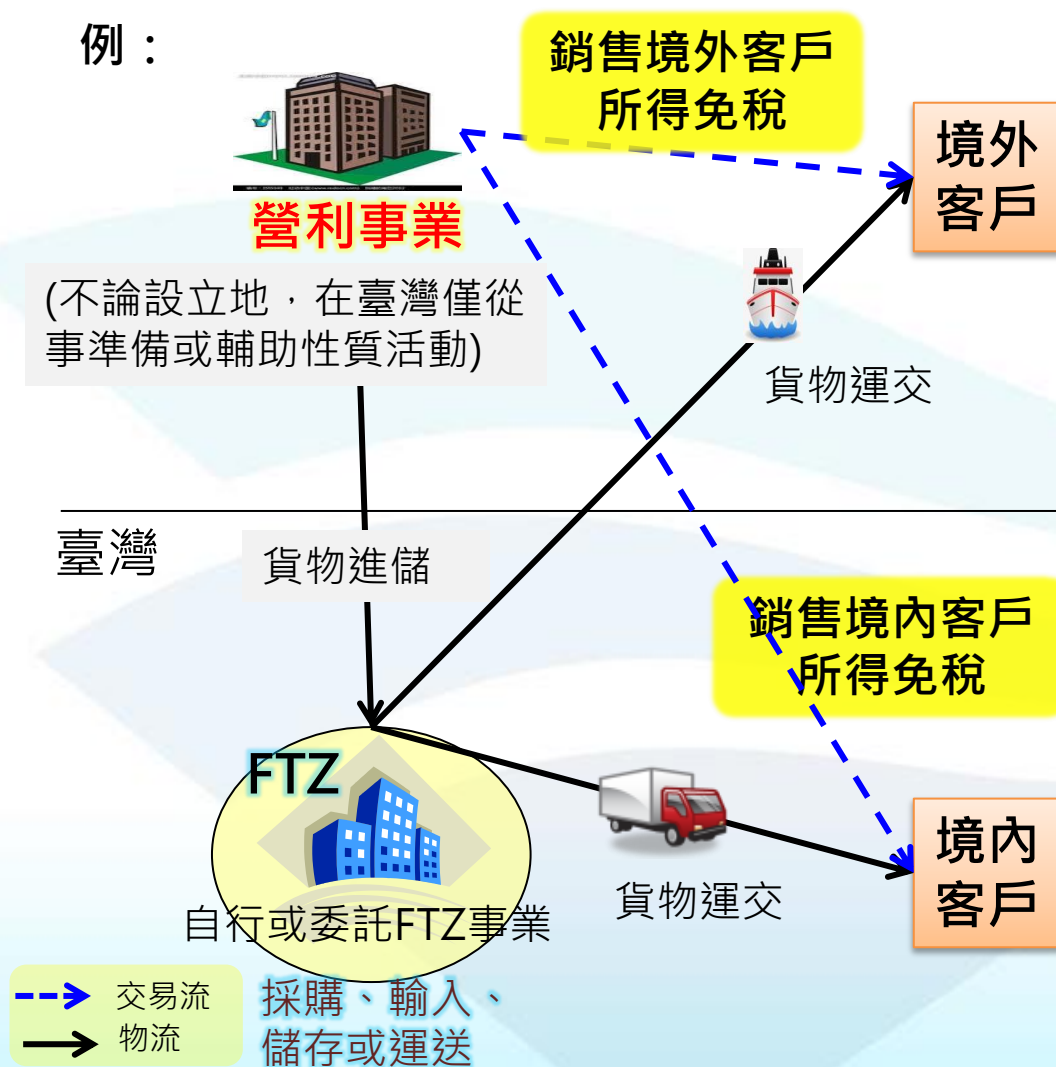 例：
銷售境外客戶
所得免稅
境外
客戶
營利事業
(不論設立地，在臺灣僅從
事準備或輔助性質活動)
貨物運交
臺灣
貨物進儲
銷售境內客戶
所得免稅
FTZ
自行或委託FTZ事業
貨物運交
境內
客戶
交易流
物流
採購、輸入、
儲存或運送